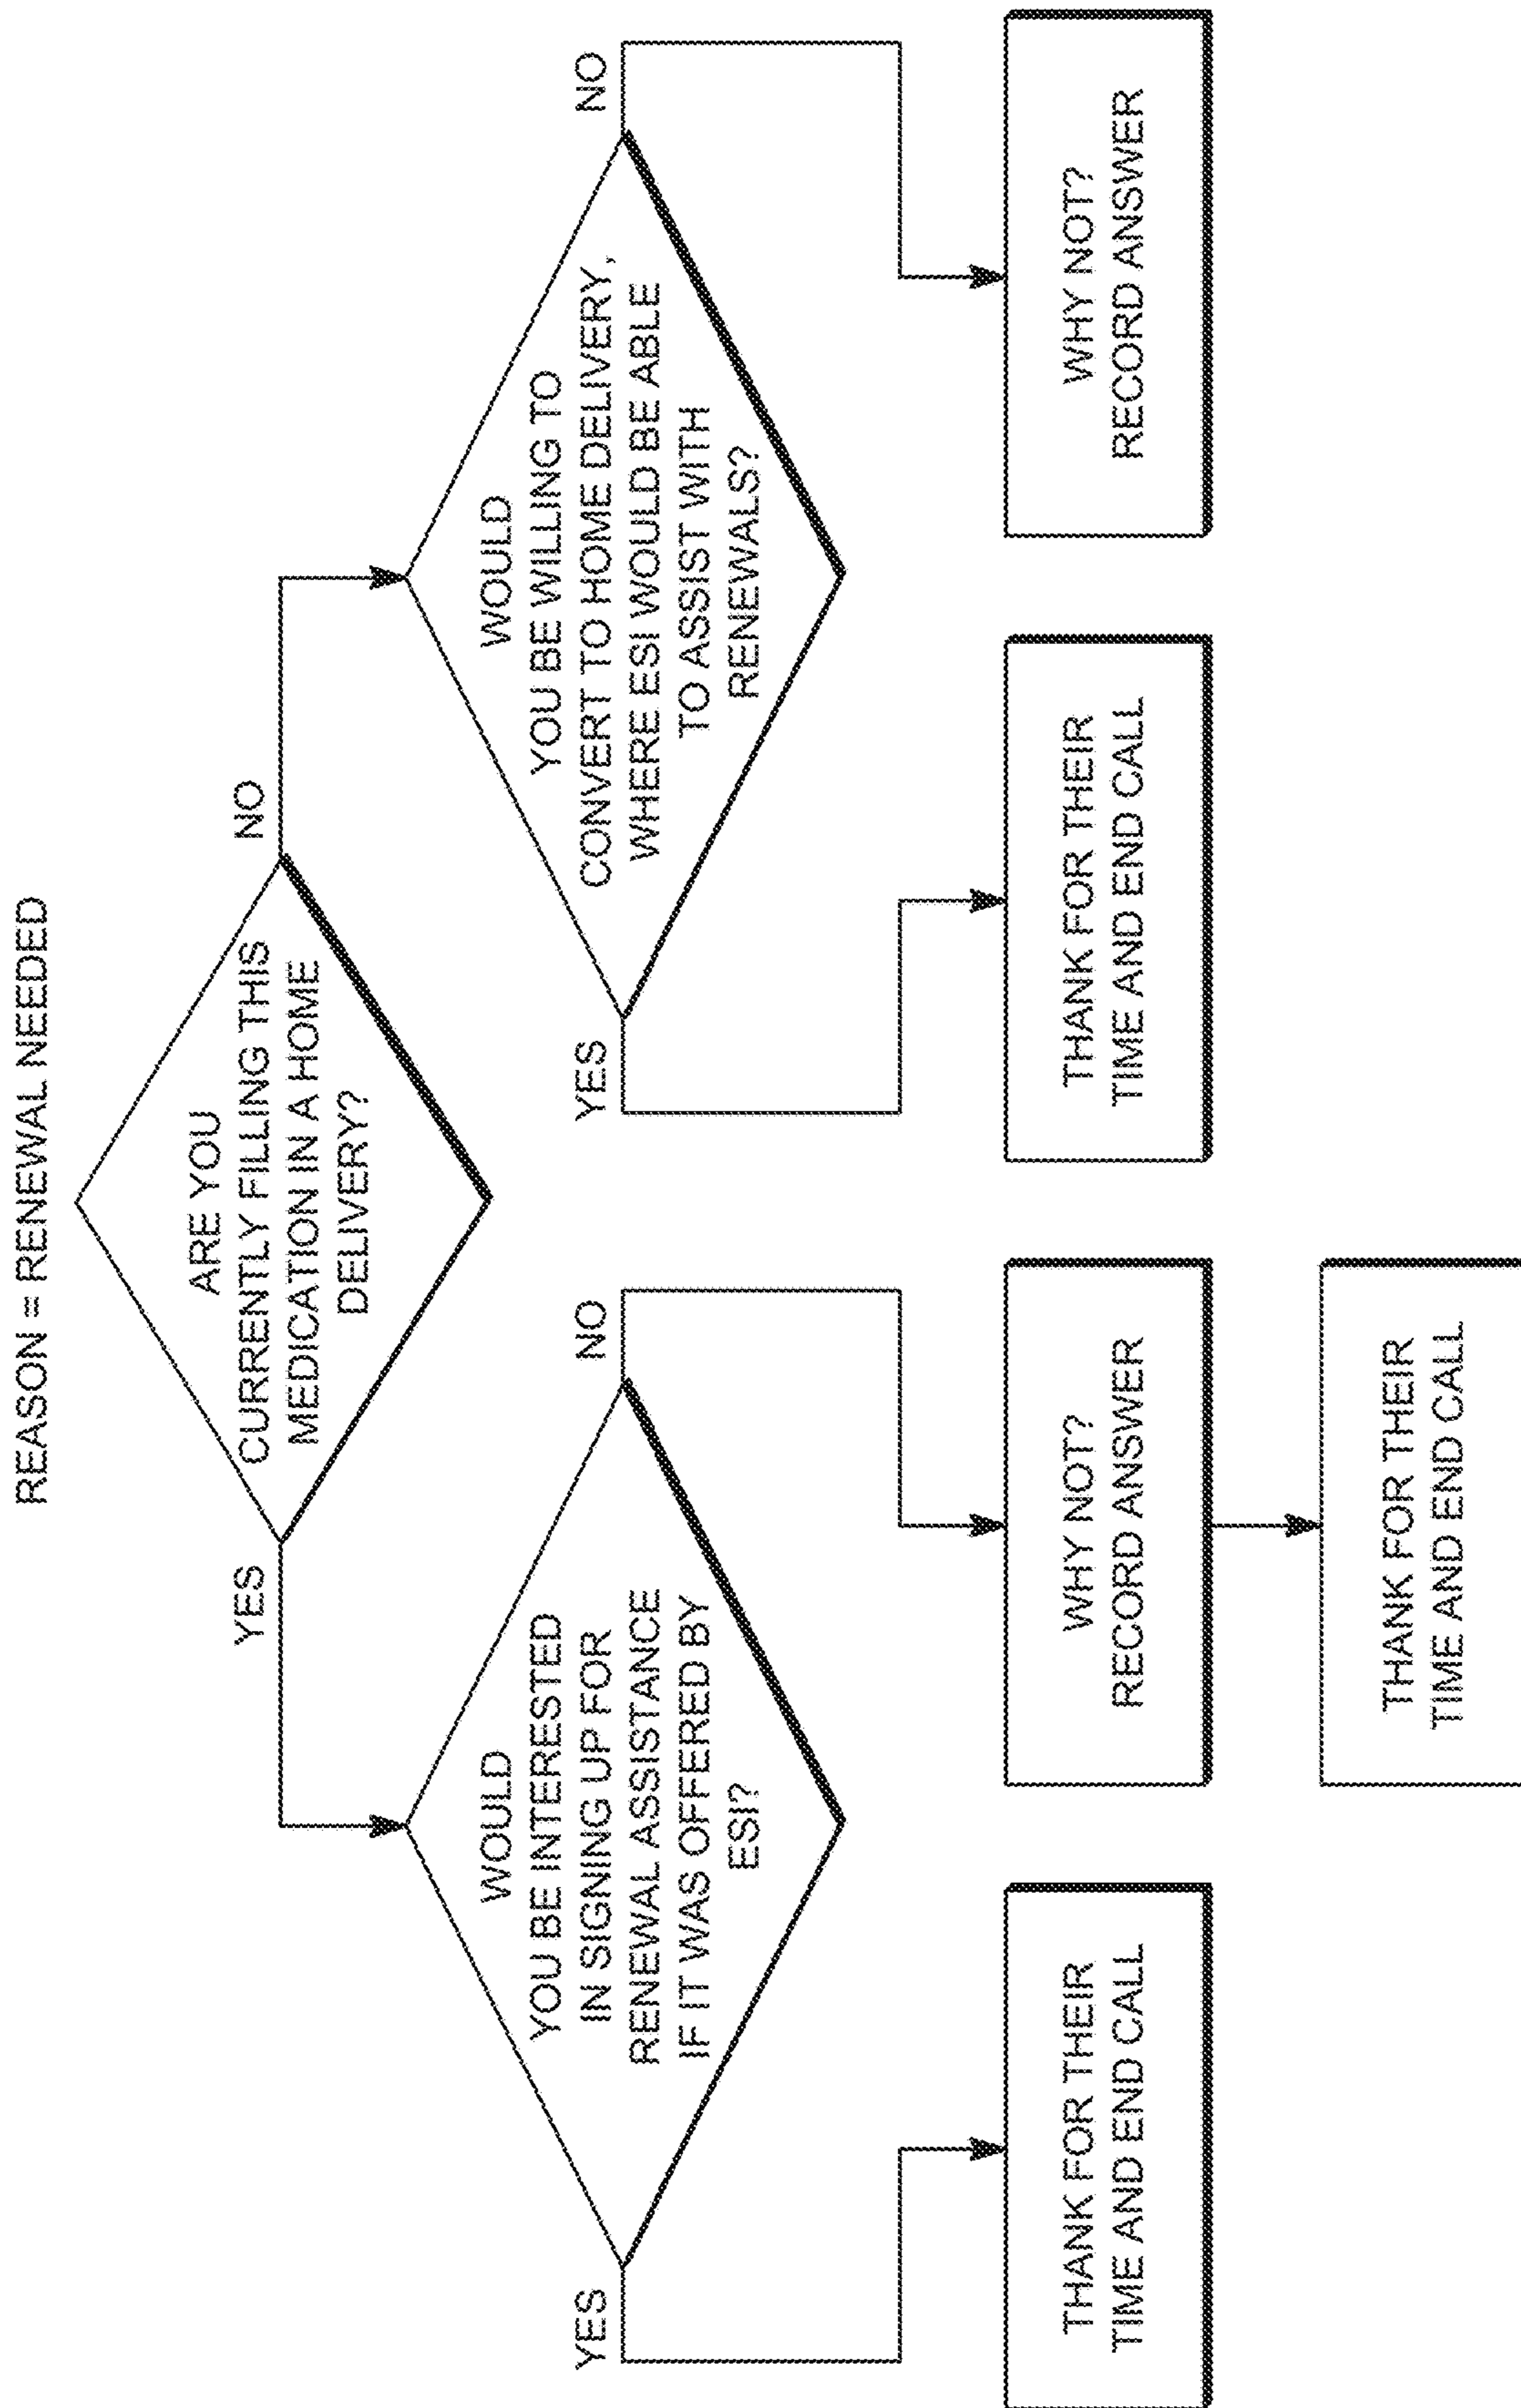 REASON = RENEWAL NEEDED
ARE YOU
CURRENTLY FILLING THIS
MEDICATION IN A HOME
DELIVERY?
YES
NO
WOULD
YOU BE INTERESTED
IN SIGNING UP FOR
RENEWAL ASSISTANCE
IF IT WAS OFFERED BY
ESI?
YES
NO
WOULD
YOU BE WILLING TO
CONVERT TO HOME DELIVERY,
WHERE ESI WOULD BE ABLE
TO ASSIST WITH
RENEWALS?
YES
NO
THANK FOR THEIR
TIME AND END CALL
WHY NOT?
RECORD ANSWER
THANK FOR THEIR
TIME AND END CALL
WHY NOT?
RECORD ANSWER
THANK FOR THEIR
TIME AND END CALL